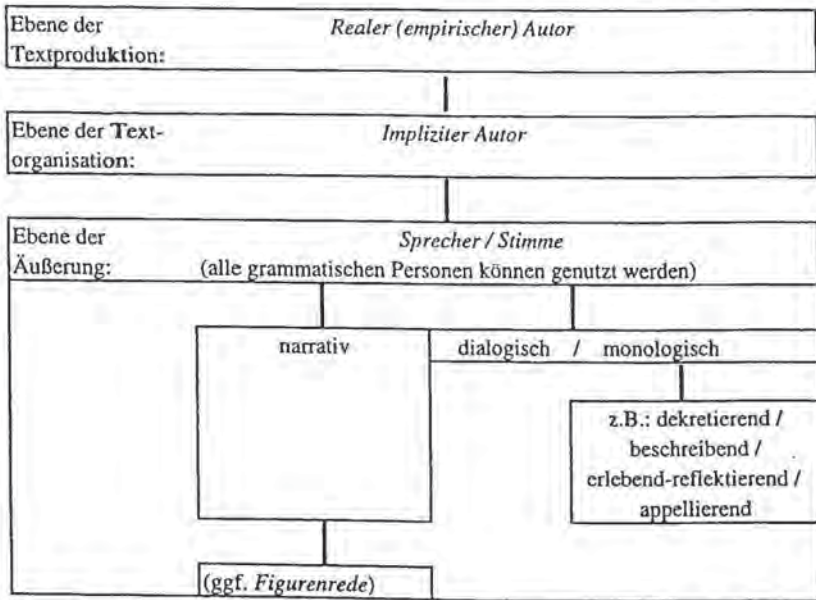 Ebene der
Textproduktion:
Realer (empirischer) Autor
Ebene der Text-
organisation:
Impliziter Autor
Ebene der
Äußerung:
Sprecher / Stimme
(alle grammatischen Personen können genutzt werden)
narrativ
dialogisch / monologisch
z.B.: dekretierend /
beschreibend /
erlebend-reflektierend /
appellierend
(ggf. Figurenrede)